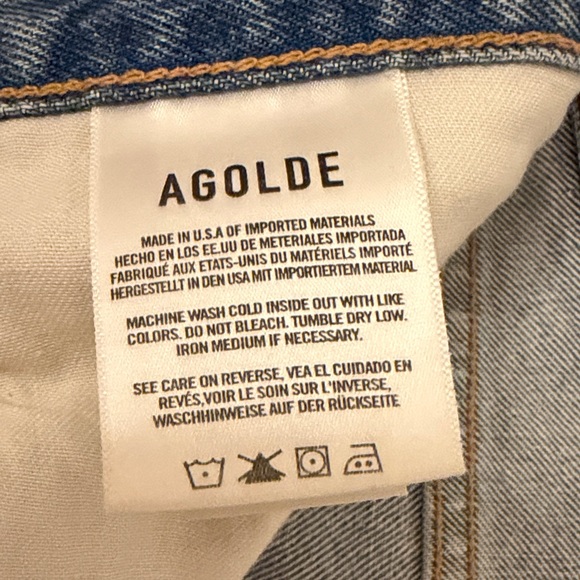 AGOLDE
MADE IN U.S.A OF IMPORTED MATERIALS
HECHO EN LOS EE.UU DE METERIALES IMPORTADA
FABRIQUÉ AUX ETATS-UNIS DU MATÉRIELS IMPORTÉ
HERGESTELLT IN DEN USA MIT IMPORTIERTEM MATERIAL
MACHINE WASH COLD INSIDE OUT WITH LIKE
COLORS. DO NOT BLEACH. TUMBLE DRY LOW.
IRON MEDIUM IF NECESSARY.
SEE CARE ON REVERSE, VEA EL CUIDADO EN
REVÉS,VOIR LE SOIN SUR L'INVERSE,
WASCHHINWEISE AUF DER RÜCKSEITE